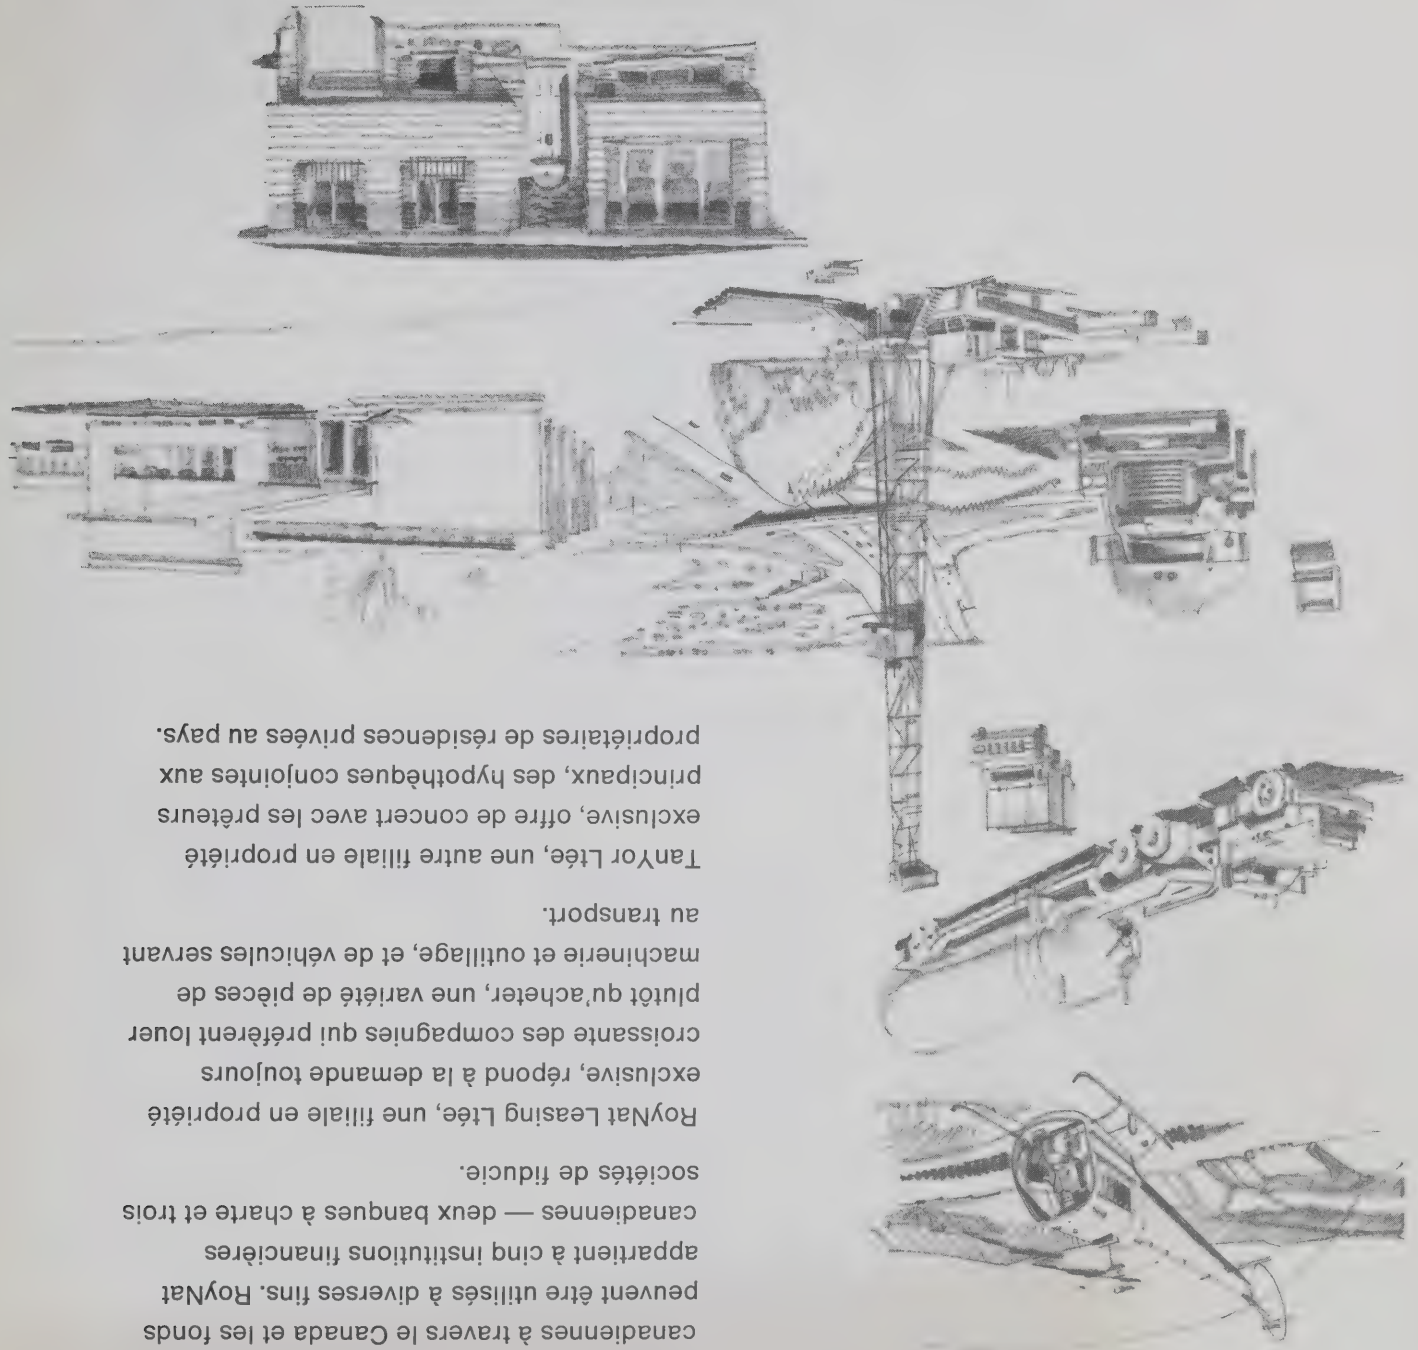 canadiennes à travers le Canada et les fonds
peuvent être utilisés à diverses fins. RoyNat
appartient à cinq institutions financières
canadiennes — deux banques à charte et trois
sociétés de fiducie.
RoyNat Leasing Ltée, une filiale en propriété
exclusive, répond à la demande toujours
croissante des compagnies qui préfèrent louer
plutôt qu'acheter, une variété de pièces de
machinerie et outillage, et de véhicules servant
au transport.
TanYor Ltée, une autre filiale en propriété
exclusive, offre de concert avec les prêteurs
principaux, des hypothèques conjointes aux
propriétaires de résidences privées au pays.